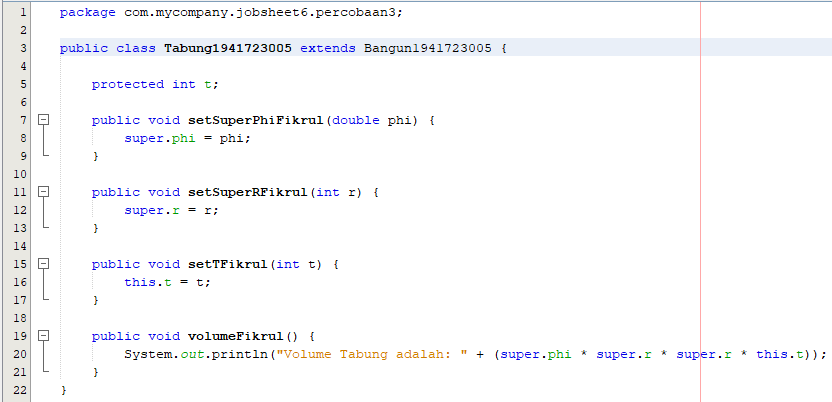 1 package com.mycompany.jobsheet6.percobaan3;
2
3 public class Tabung1941723005 extends Bangun1941723005 {
4
5 protected int t;
6
7 public void setSuperPhiFikrul(double phi) {
8 super.phi = phi;
9 }
10
11 public void setSuperRFikrul(int r) {
12 super.r = r;
13 }
14
15 public void setTFikrul(int t) {
16 this.t = t;
17 }
18
19 public void volumeFikrul() {
20 System.out.println("Volume Tabung adalah: " + (super.phi * super.r * super.r * this.t));
21 }
22 }